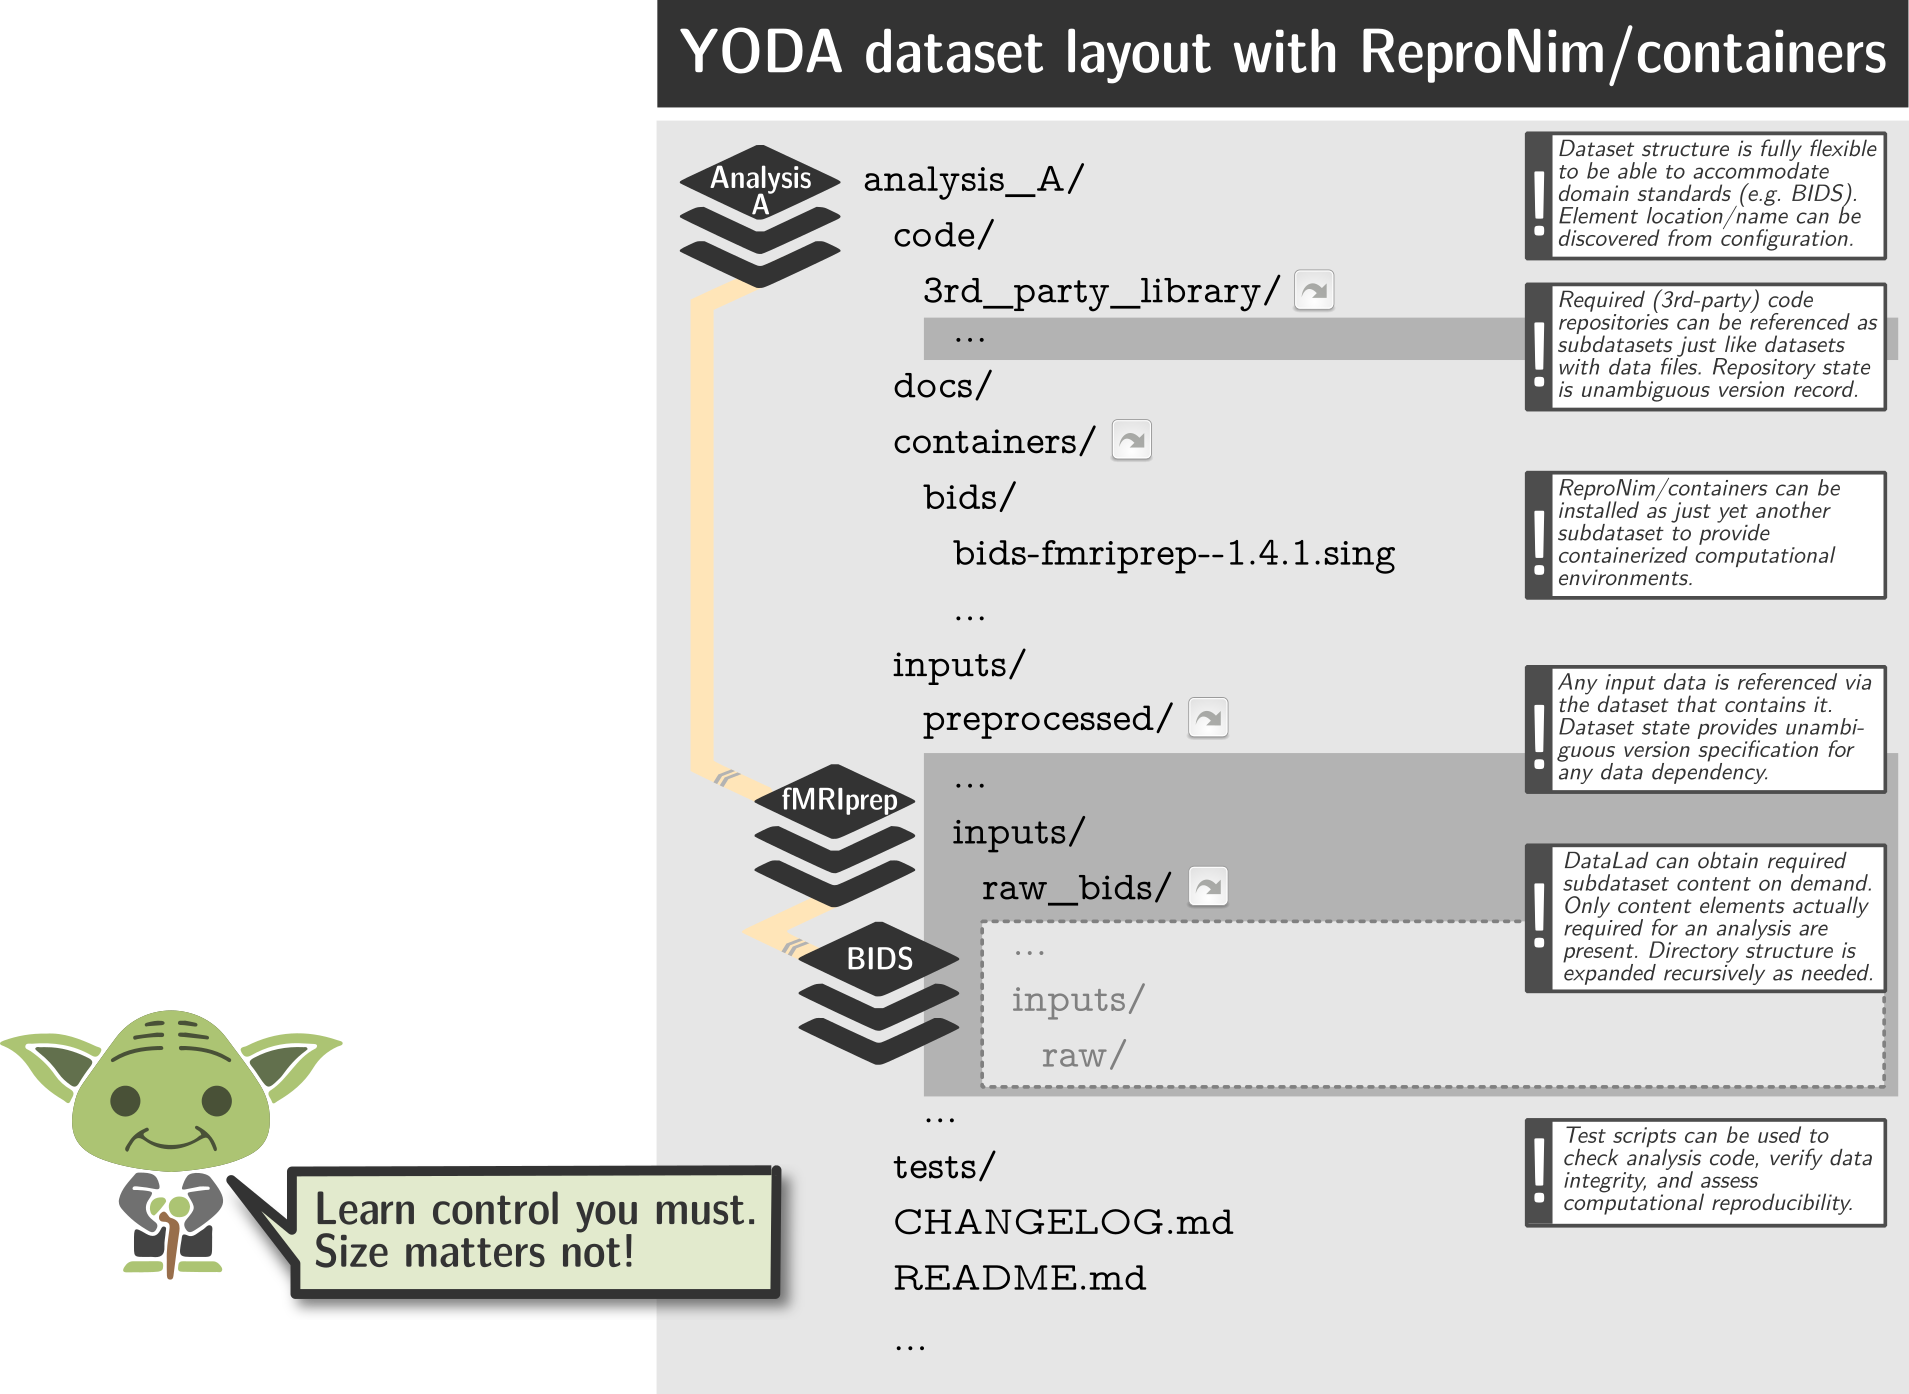 YODA dataset layout with ReproNim/containers
Analysis
A
analysis_A/
code/
3rd_party_library/
...
docs/
containers/
bids/
bids-fmriprep--1.4.1.sing
...
inputs/
preprocessed/
fMRIprep
...
inputs/
raw_bids/
BIDS
...
inputs/
raw/
...
tests/
CHANGELOG.md
README.md
...
Dataset structure is fully flexible
to be able to accommodate
domain standards (e.g. BIDS).
Element location/name can be
discovered from configuration.
Required (3rd-party) code
repositories can be referenced as
subdatasets just like datasets
with data files. Repository state
is unambiguous version record.
ReproNim/containers can be
installed as just yet another
subdataset to provide
containerized computational
environments.
Any input data is referenced via
the dataset that contains it.
Dataset state provides unambi-
guous version specification for
any data dependency.
DataLad can obtain required
subdataset content on demand.
Only content elements actually
required for an analysis are
present. Directory structure is
expanded recursively as needed.
Test scripts can be used to
check analysis code, verify data
integrity, and assess
computational reproducibility.
Learn control you must.
Size matters not!